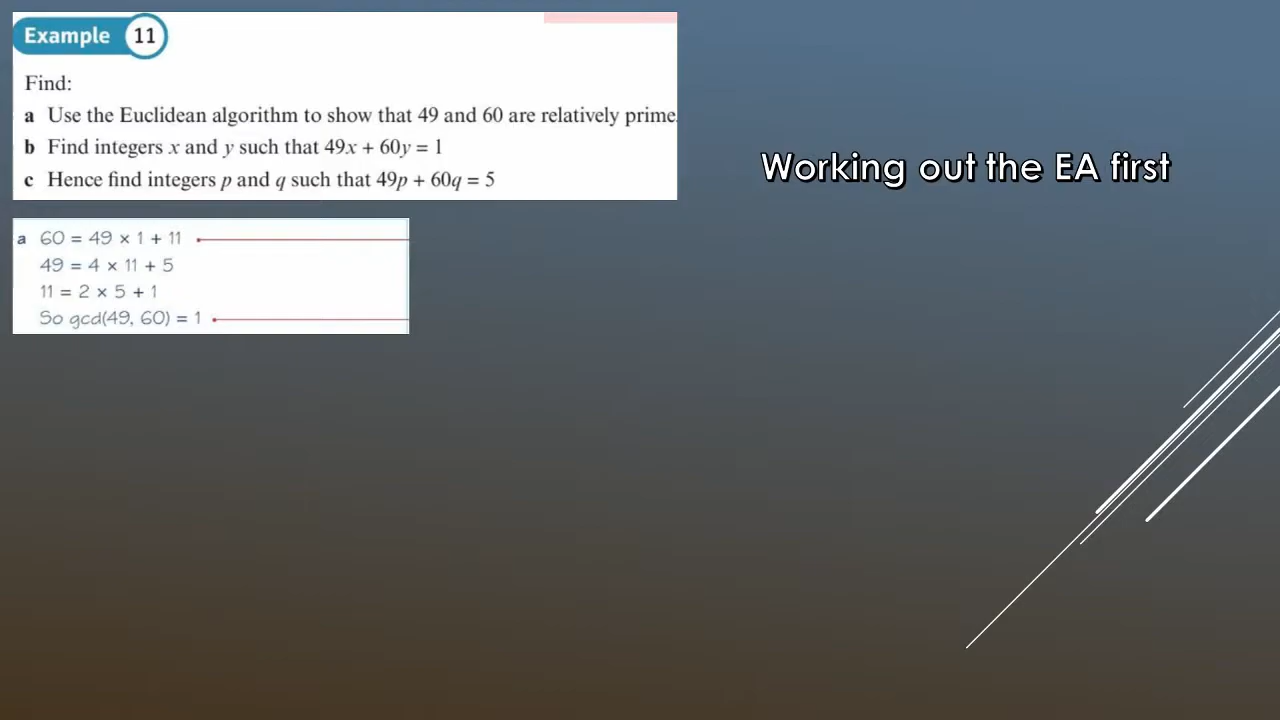 Example 11
Find:
a Use the Euclidean algorithm to show that 49 and 60 are relatively prime.
b Find integers x and y such that 49x + 60y = 1
c Hence find integers p and q such that 49p + 60q = 5
Working out the EA first
a 60 = 49 × 1 + 11
49 = 4 × 11 + 5
11 = 2 × 5 + 1
So gcd(49, 60) = 1